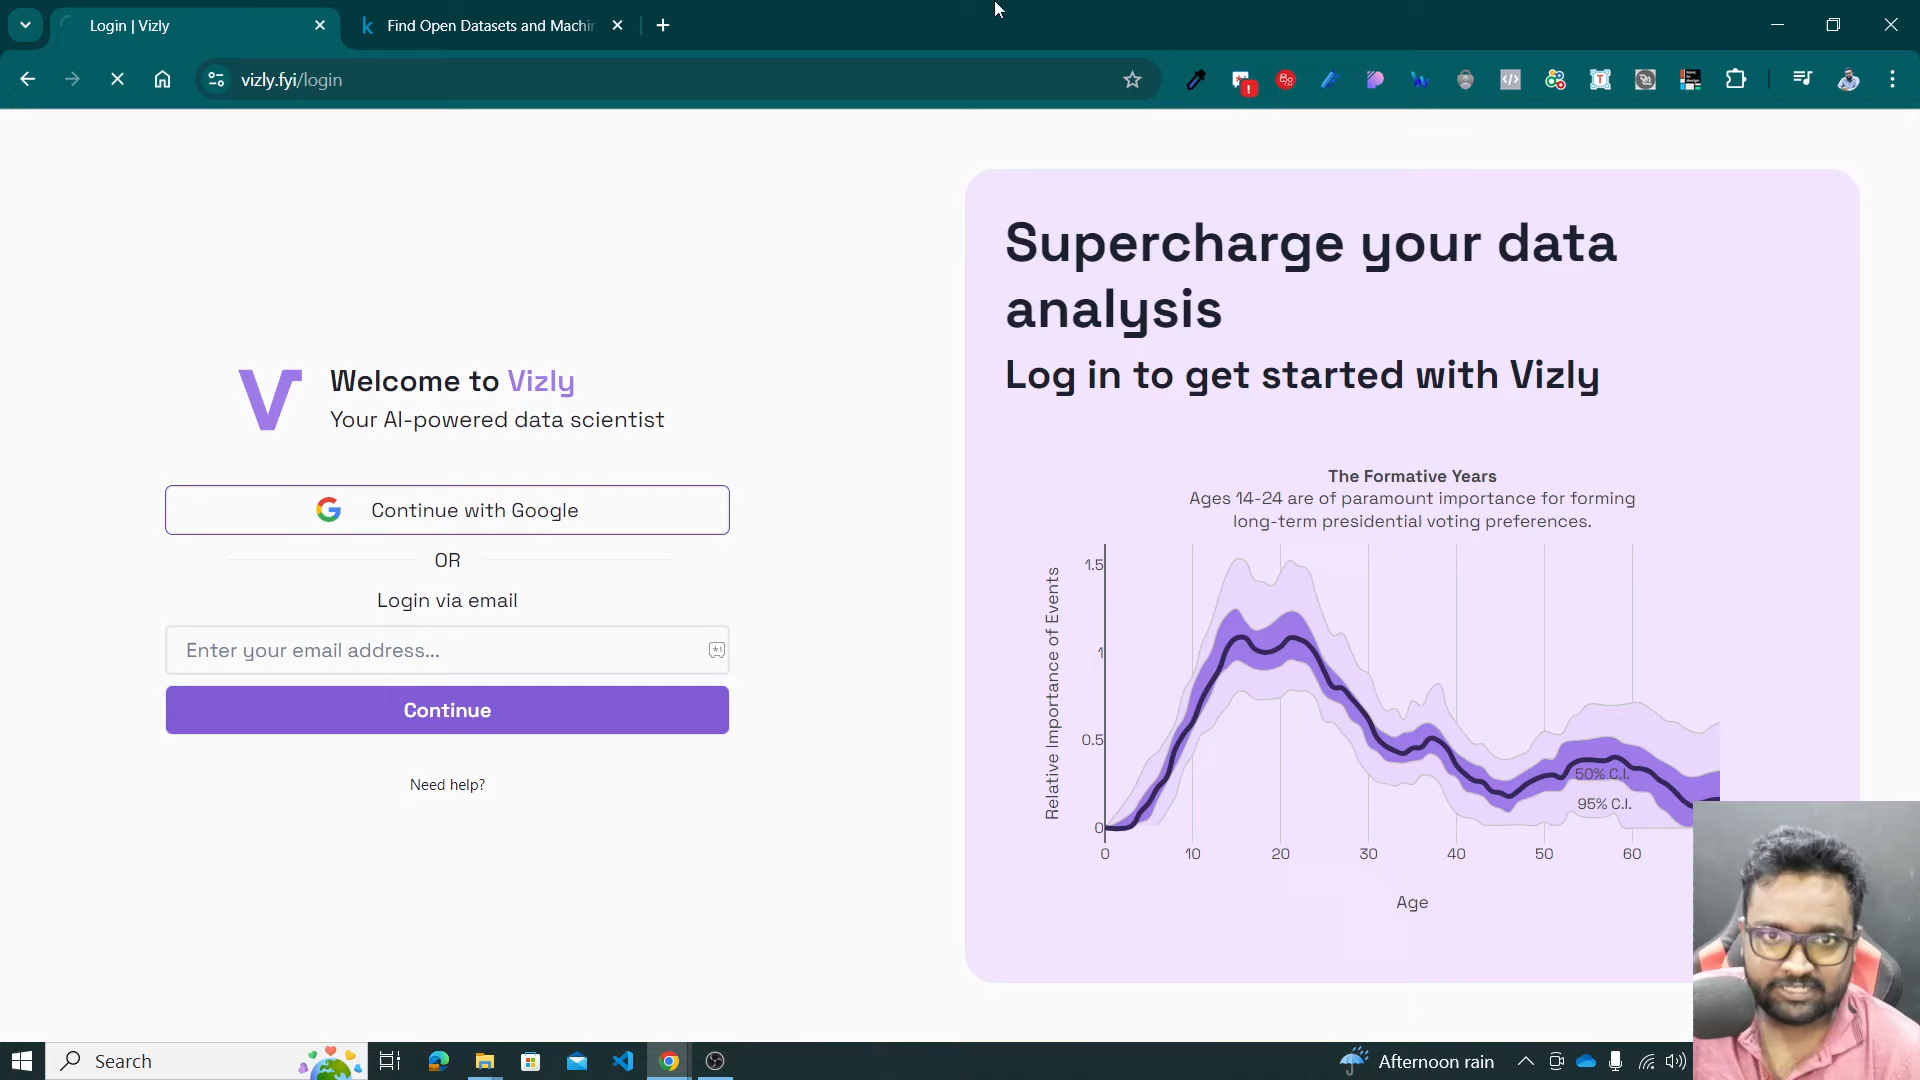 Login | Vizly
Find Open Datasets and Machin
vizly.fyi/login
Welcome to Vizly
Your AI-powered data scientist
Continue with Google
OR
Login via email
Enter your email address...
Continue
Need help?
Supercharge your data
analysis
Log in to get started with Vizly
The Formative Years
Ages 14-24 are of paramount importance for forming
long-term presidential voting preferences.
Relative Importance of Events
1.5
1
0.5
0
50% C.I.
95% C.I.
0 10 20 30 40 50 60
Age
Search
Afternoon rain